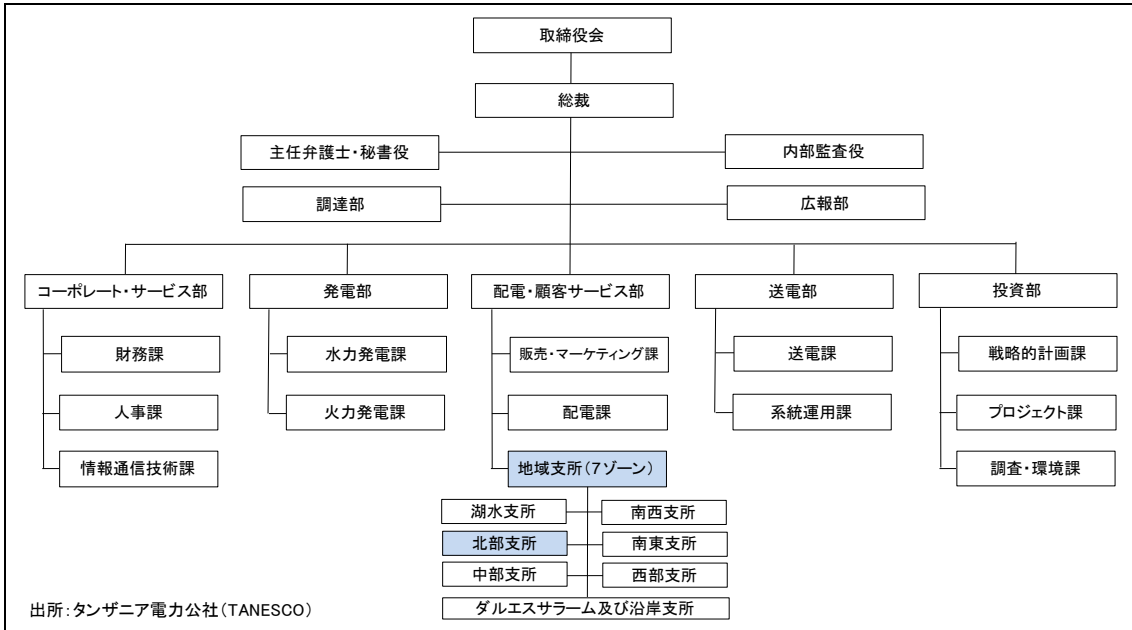 取締役会
総裁
主任弁護士・秘書役
内部監査役
調達部
広報部
コーポレート・サービス部
発電部
配電・顧客サービス部
送電部
投資部
財務課
水力発電課
販売・マーケティング課
送電課
戦略的計画課
人事課
火力発電課
配電課
系統運用課
プロジェクト課
情報通信技術課
地域支所(7ゾーン)
調査・環境課
湖水支所
南西支所
北部支所
南東支所
中部支所
西部支所
ダルエスサラーム及び沿岸支所
出所:タンザニア電力公社(TANESCO)